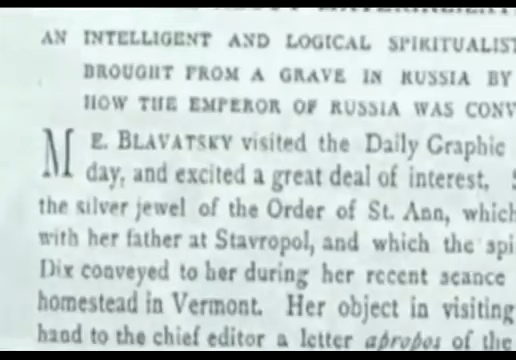 AN INTELLIGENT AND LOGICAL SPIRITUALIST
BROUGHT FROM A GRAVE IN RUSSIA BY
HOW THE EMPEROR OF RUSSIA WAS CONV
ME. BLAVATSKY visited the Daily Graphic
day, and excited a great deal of interest. S
the silver jewel of the Order of St. Ann, which
with her father at Stavropol, and which the spi
Dix conveyed to her during her recent seance
homestead in Vermont. Her object in visiting
hand to the chief editor a letter apropos of the